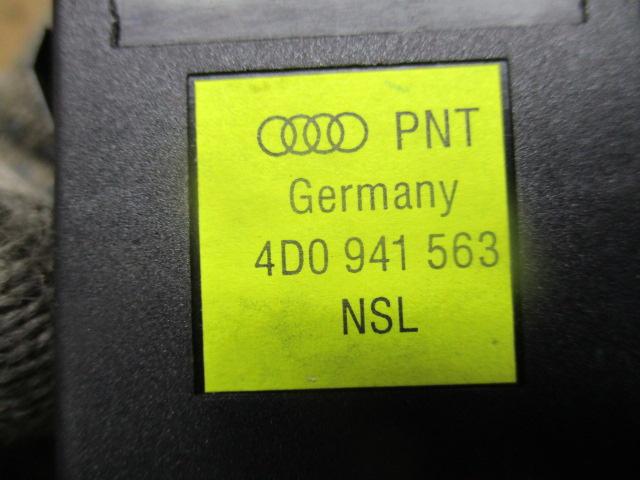 PNT
Germany
4D0 941 563
NSL